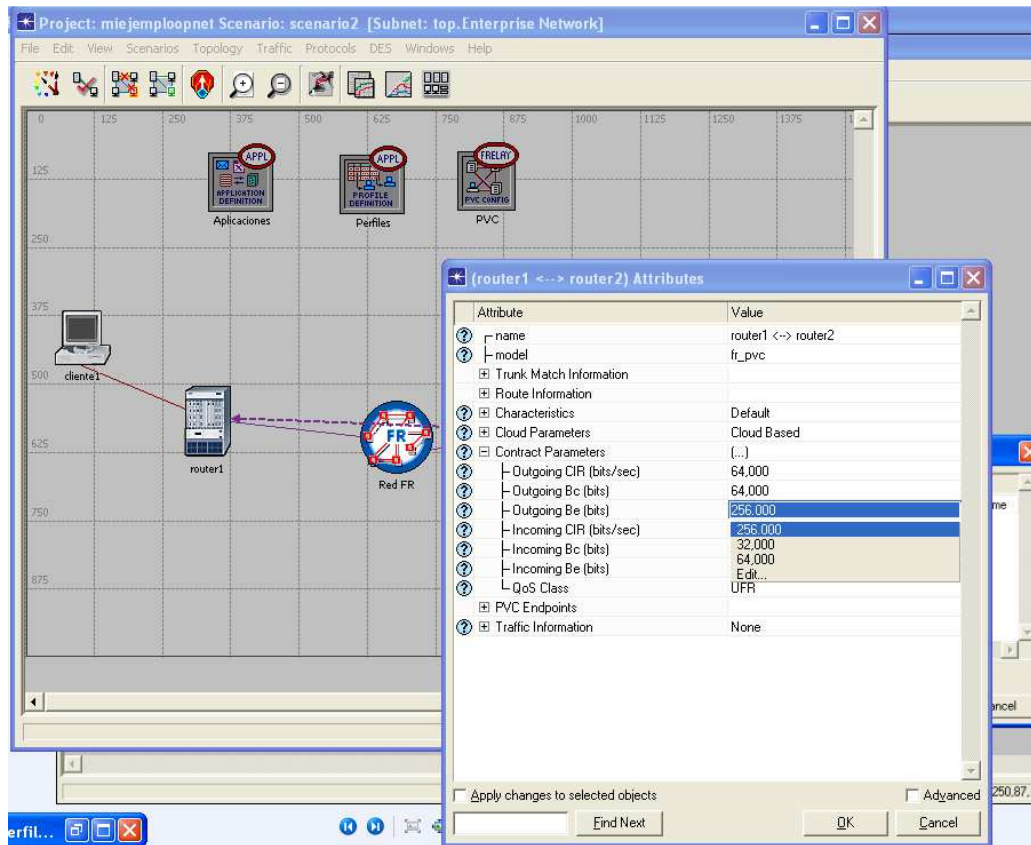 Project: miejemploopnet Scenario: scenario2 [Subnet: top.Enterprise Network]
File Edit View Scenarios Topology Traffic Protocols DES Windows Help
0 125 250 375 500 625 750 875 1000 1125 1250 1375 1
125
APPL
APPLICATION
DEFINITION
Aplicaciones
APPL
PROFILE
DEFINITION
Perfiles
FRELAY
PVC CONFIG
PVC
250
375
cliente1
500
router1
FR
Red FR
625
750
875
(router1 <--> router2) Attributes
Attribute Value
name router1 <--> router2
model fr_pvc
Trunk Match Information
Route Information
Characteristics Default
Cloud Parameters Cloud Based
Contract Parameters (...)
Outgoing CIR (bits/sec) 64,000
Outgoing Bc (bits) 64,000
Outgoing Be (bits) 256.000
Incoming CIR (bits/sec) 256.000
Incoming Bc (bits) 32,000
64,000
Incoming Be (bits) Edit...
QoS Class UFR
PVC Endpoints
Traffic Information None
Apply changes to selected objects Advanced
Find Next OK Cancel
me
ancel
250.87,
erfil...